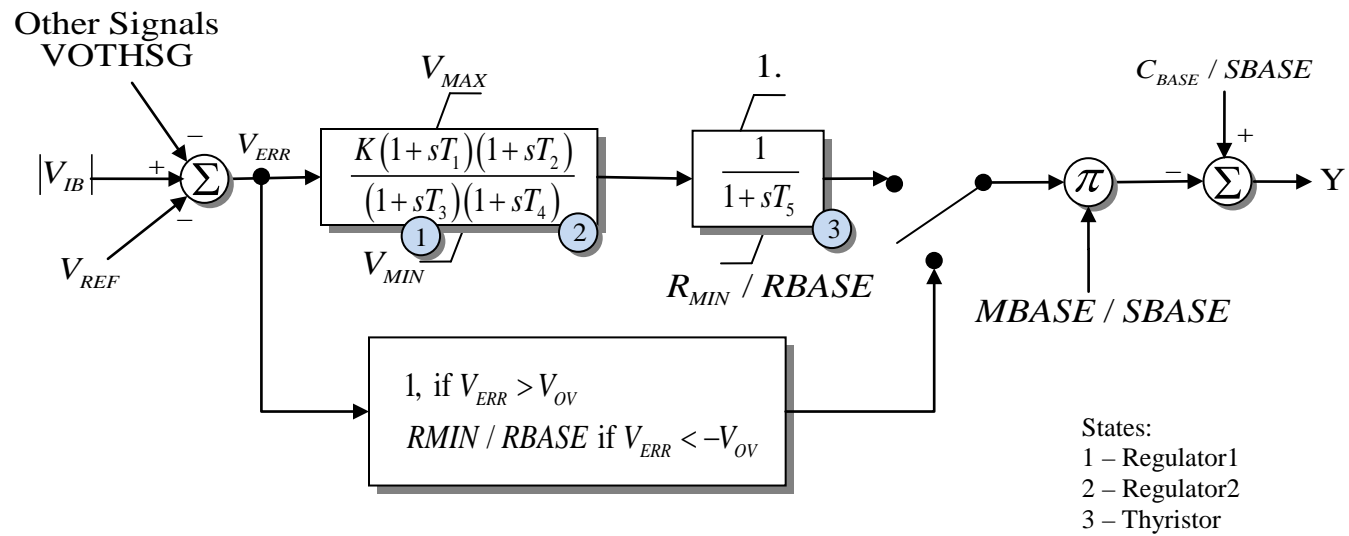 Other Signals
VOTHSG
|V_IB|
V_REF
V_ERR
−
+
−
Σ
V_MAX
K(1+sT_1)(1+sT_2)
(1+sT_3)(1+sT_4)
1
2
V_MIN
1.
1
1+sT_5
3
R_MIN / RBASE
π
MBASE / SBASE
C_BASE / SBASE
+
−
Σ
Y
1, if V_ERR > V_OV
RMIN / RBASE if V_ERR < −V_OV
States:
1 – Regulator1
2 – Regulator2
3 – Thyristor